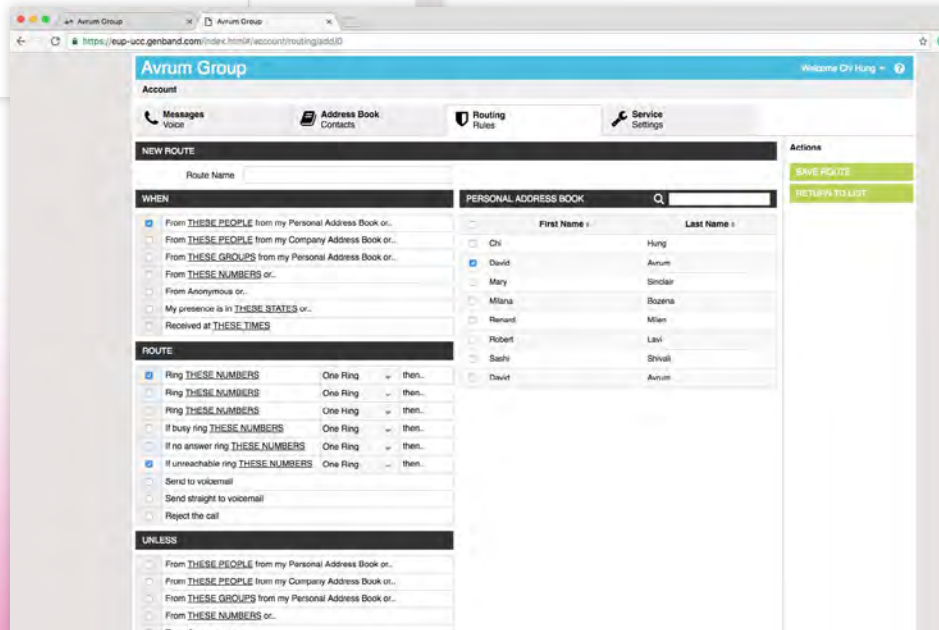 Avrum Group
Avrum Group
https://eup-ucc.genband.com/index.html#/account/routing/add/0
Avrum Group
Welcome Chi Hung
Account
Messages
Voice
Address Book
Contacts
Routing
Rules
Service
Settings
NEW ROUTE
Actions
Route Name
SAVE ROUTE
RETURN TO LIST
WHEN
From THESE PEOPLE from my Personal Address Book or..
From THESE PEOPLE from my Company Address Book or..
From THESE GROUPS from my Personal Address Book or..
From THESE NUMBERS or..
From Anonymous or..
My presence is in THESE STATES or..
Received at THESE TIMES
PERSONAL ADDRESS BOOK
First Name Last Name
Chi Hung
David Avrum
Mary Sinclair
Milana Bozena
Renard Milen
Robert Levi
Sashi Shivali
David Avrum
ROUTE
Ring THESE NUMBERS One Ring then..
Ring THESE NUMBERS One Ring then..
Ring THESE NUMBERS One Ring then..
If busy ring THESE NUMBERS One Ring then..
If no answer ring THESE NUMBERS One Ring then..
If unreachable ring THESE NUMBERS One Ring then..
Send to voicemail
Send straight to voicemail
Reject the call
UNLESS
From THESE PEOPLE from my Personal Address Book or..
From THESE PEOPLE from my Company Address Book or..
From THESE GROUPS from my Personal Address Book or..
From THESE NUMBERS or..